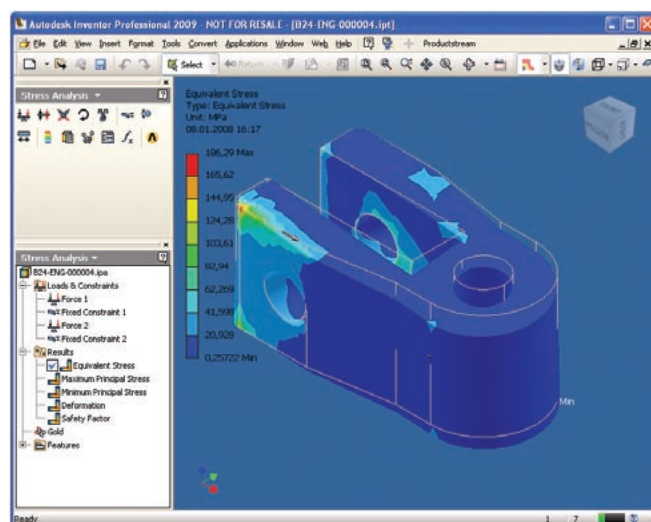 Autodesk Inventor Professional 2009 - NOT FOR RESALE - [B24-ENG-000004.ipt]
File Edit View Insert Format Tools Convert Applications Window Web Help Productstream
Select Return
Stress Analysis
Equivalent Stress
Type: Equivalent Stress
Unit: MPa
08.01.2008 16:17
186,29 Max
165,62
144,95
124,28
103,61
82,94
62,269
41,598
20,928
0,25722 Min
Stress Analysis
B24-ENG-000004.ipa
Loads & Constraints
Force 1
Fixed Constraint 1
Force 2
Fixed Constraint 2
Results
Equivalent Stress
Maximum Principal Stress
Minimum Principal Stress
Deformation
Safety Factor
Gold
Features
Min
Ready 1 7